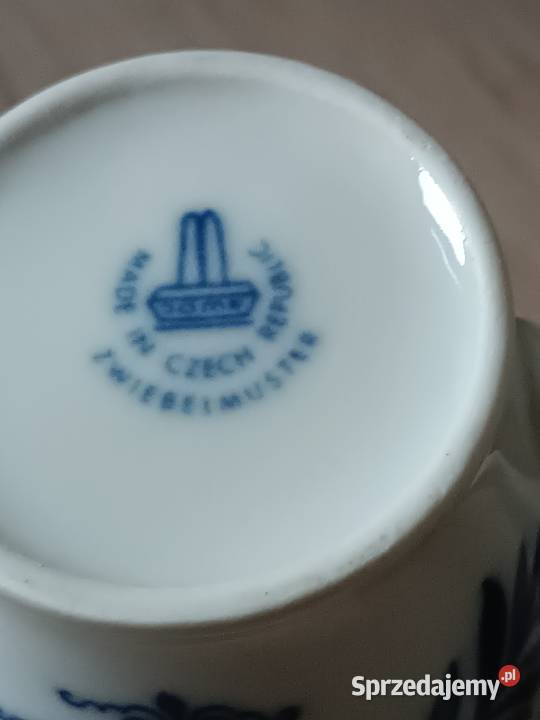 MADE IN CZECH REPUBLIC
ZWIEBELMUSTER
Sprzedajemy.pl